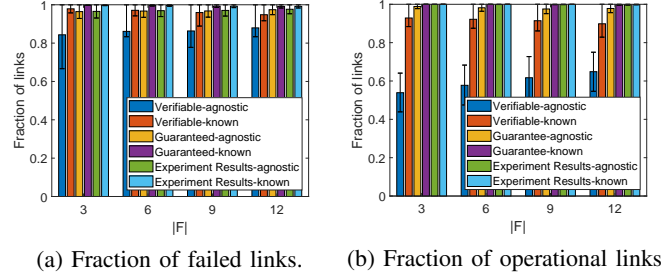 Fraction of links
1
0.8
0.6
0.4
0.2
0
Verifiable-agnostic
Verifiable-known
Guaranteed-agnostic
Guaranteed-known
Experiment Results-agnostic
Experiment Results-known
3 6 9 12
|F|
(a) Fraction of failed links.
Fraction of links
1
0.8
0.6
0.4
0.2
0
Verifiable-agnostic
Verifiable-known
Guarantee-agnostic
Guarantee-known
Experiment Results-agnostic
Experiment Results-known
3 6 9 12
|F|
(b) Fraction of operational links